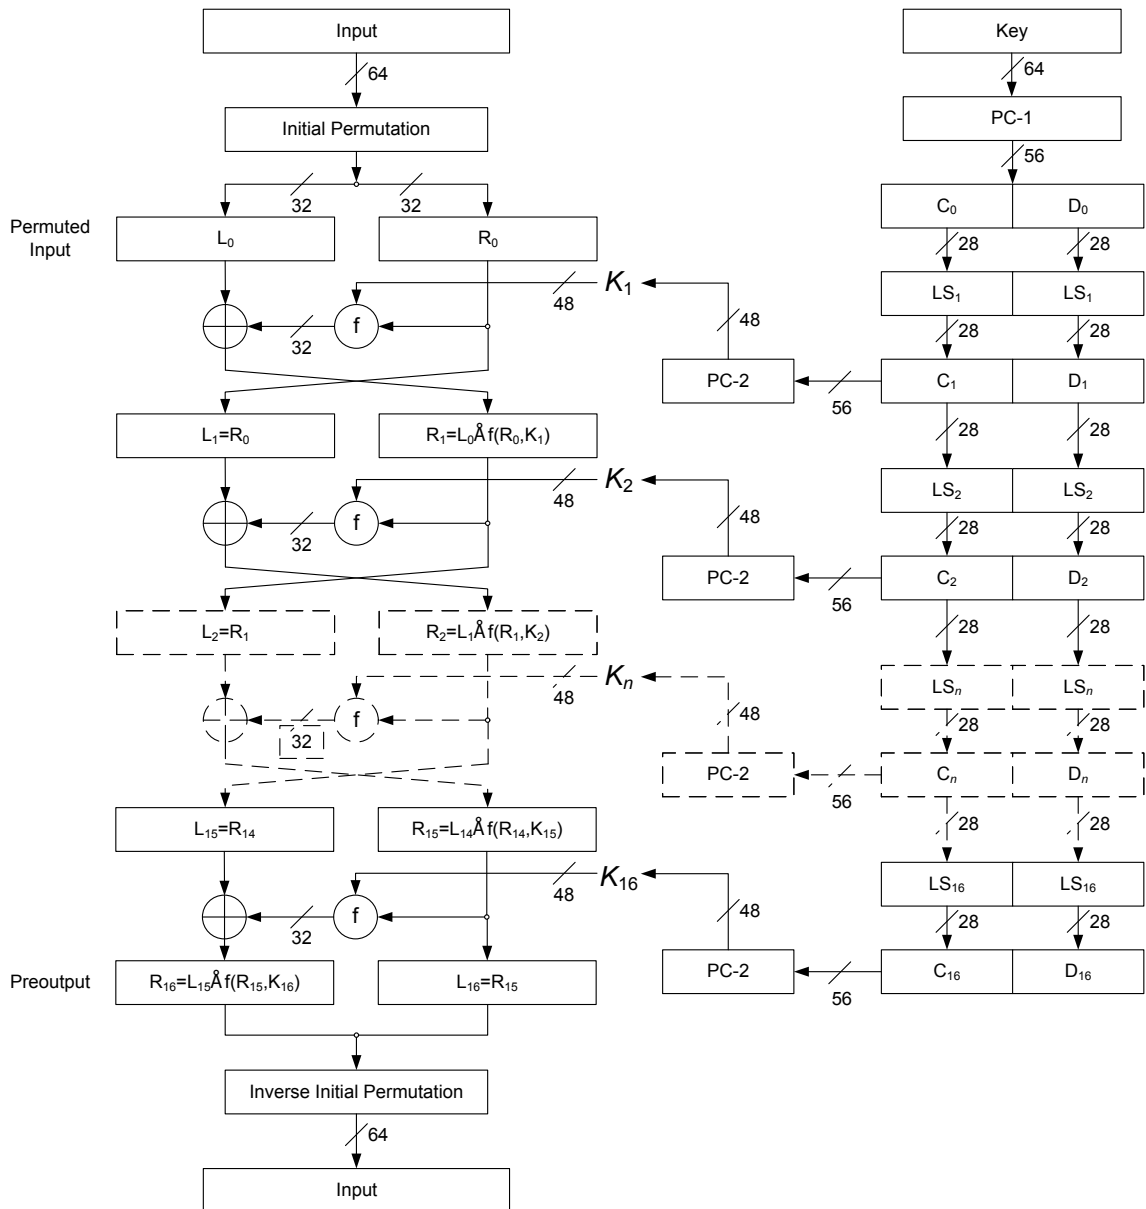 Input
64
Initial Permutation
32
32
Permuted
Input
L₀
R₀
K₁
48
f
32
L₁=R₀
R₁=L₀Åf(R₀,K₁)
K₂
48
f
32
L₂=R₁
R₂=L₁Åf(R₁,K₂)
Kn
48
f
32
L₁₅=R₁₄
R₁₅=L₁₄Åf(R₁₄,K₁₅)
K₁₆
48
f
32
Preoutput
R₁₆=L₁₅Åf(R₁₅,K₁₆)
L₁₆=R₁₅
Inverse Initial Permutation
64
Input
Key
64
PC-1
56
C₀
D₀
28
28
LS₁
LS₁
28
28
48
PC-2
56
C₁
D₁
28
28
LS₂
LS₂
28
28
48
PC-2
56
C₂
D₂
28
28
LSn
LSn
28
28
48
PC-2
56
Cn
Dn
28
28
LS₁₆
LS₁₆
28
28
48
PC-2
56
C₁₆
D₁₆